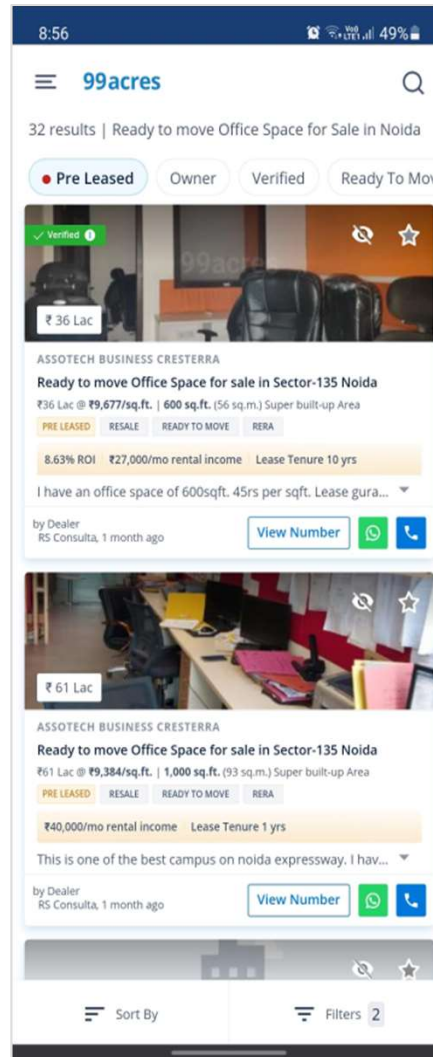 8:56
Vo)) LTE1 49%
99acres
32 results | Ready to move Office Space for Sale in Noida
Pre Leased Owner Verified Ready To Mov
Verified
99acres
₹ 36 Lac
ASSOTECH BUSINESS CRESTERRA
Ready to move Office Space for sale in Sector-135 Noida
₹36 Lac @ ₹9,677/sq.ft. | 600 sq.ft. (56 sq.m.) Super built-up Area
PRE LEASED RESALE READY TO MOVE RERA
8.63% ROI ₹27,000/mo rental income Lease Tenure 10 yrs
I have an office space of 600sqft. 45rs per sqft. Lease gura...
by Dealer
RS Consulta, 1 month ago
View Number
₹ 61 Lac
ASSOTECH BUSINESS CRESTERRA
Ready to move Office Space for sale in Sector-135 Noida
₹61 Lac @ ₹9,384/sq.ft. | 1,000 sq.ft. (93 sq.m.) Super built-up Area
PRE LEASED RESALE READY TO MOVE RERA
₹40,000/mo rental income Lease Tenure 1 yrs
This is one of the best campus on noida expressway. I hav...
by Dealer
RS Consulta, 1 month ago
View Number
Sort By Filters 2